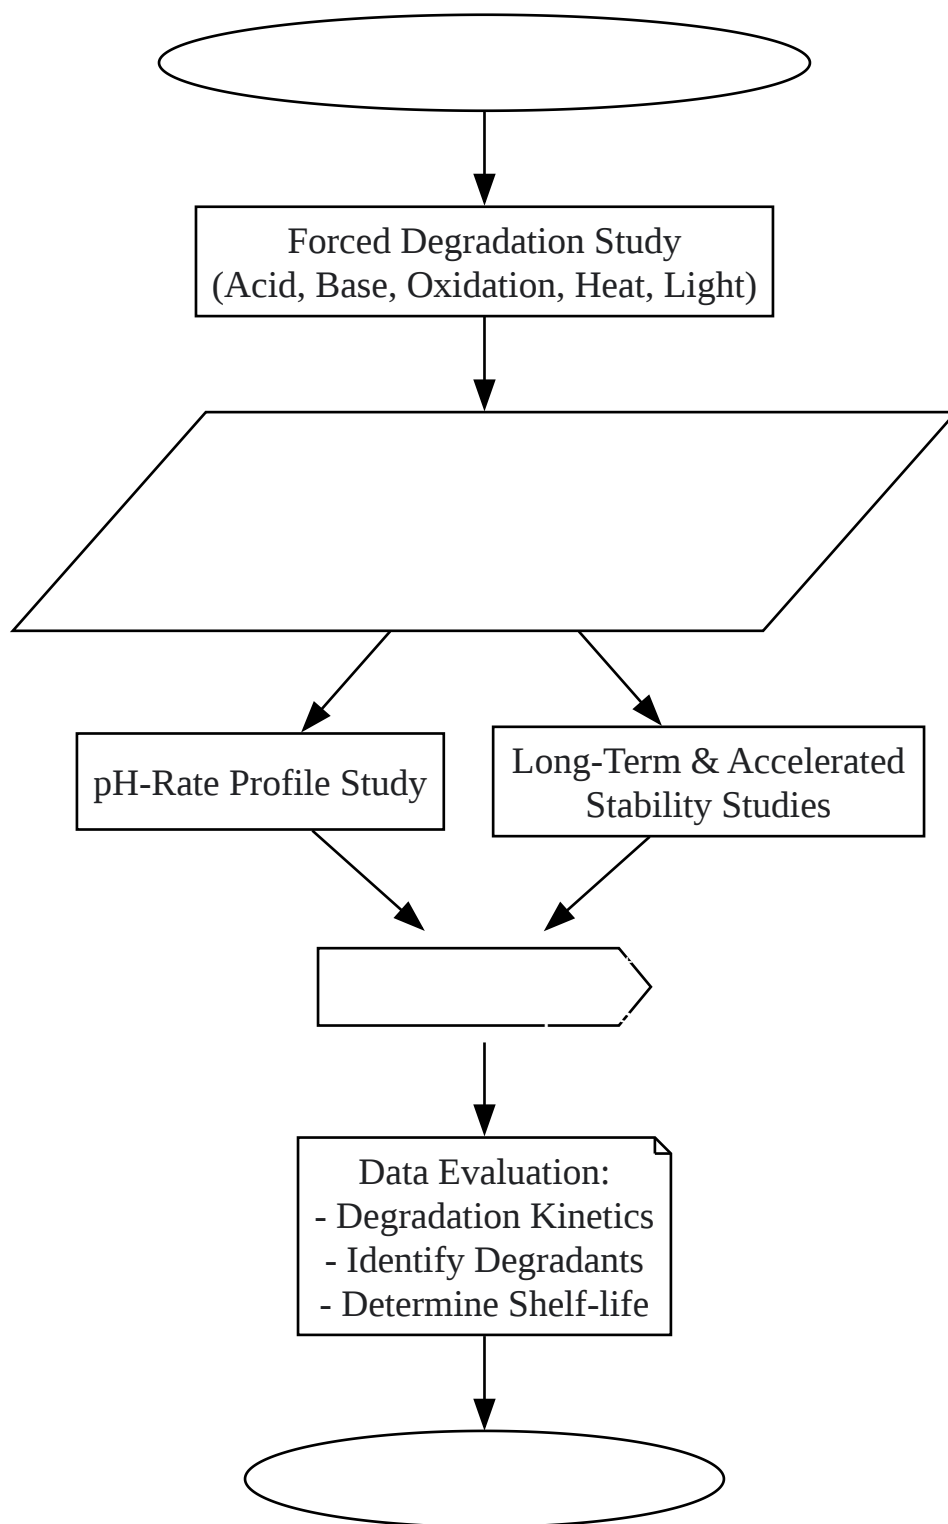 Forced Degradation Study
(Acid, Base, Oxidation, Heat, Light)
pH-Rate Profile Study
Long-Term & Accelerated
Stability Studies
Data Evaluation:
- Degradation Kinetics
- Identify Degradants
- Determine Shelf-life